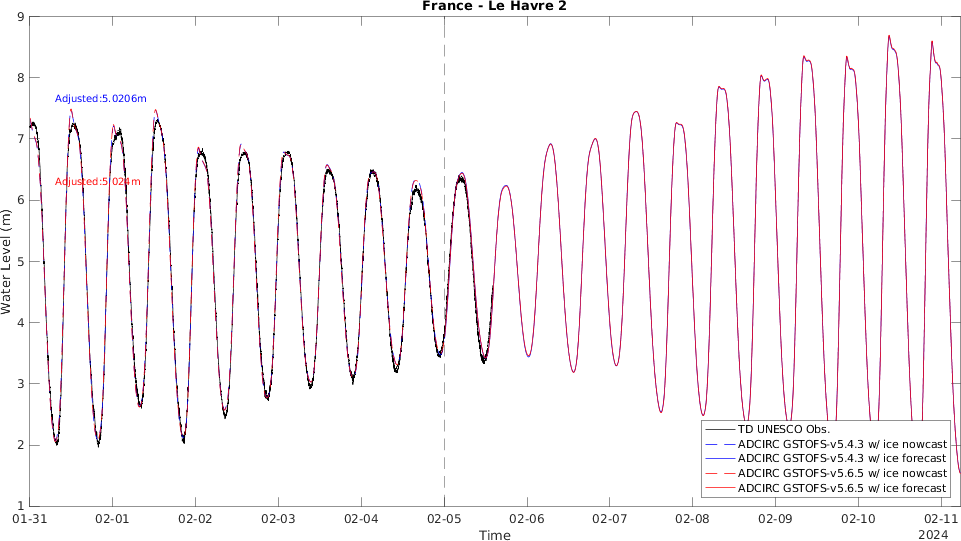 France - Le Havre 2
9
8
7
6
5
4
3
2
1
Water Level (m)
Adjusted:5.0206m
Adjusted:5.024m
TD UNESCO Obs.
ADCIRC GSTOFS-v5.4.3 w/ ice nowcast
ADCIRC GSTOFS-v5.4.3 w/ ice forecast
ADCIRC GSTOFS-v5.6.5 w/ ice nowcast
ADCIRC GSTOFS-v5.6.5 w/ ice forecast
01-31 02-01 02-02 02-03 02-04 02-05 02-06 02-07 02-08 02-09 02-10 02-11
Time
2024